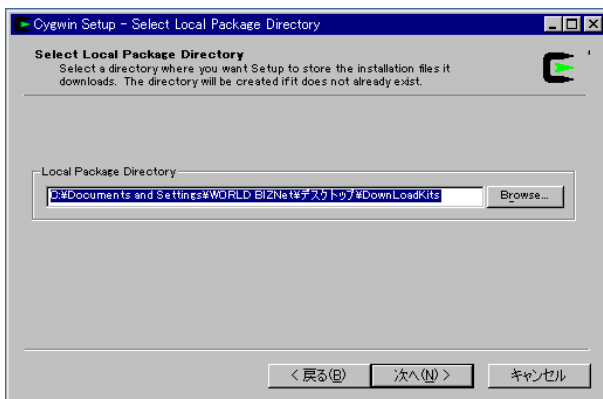 Cygwin Setup - Select Local Package Directory
Select Local Package Directory
Select a directory where you want Setup to store the installation files it
downloads. The directory will be created if it does not already exist.
Local Package Directory
C:¥Documents and Settings¥WORLD BIZNet¥デスクトップ¥DownLoadKits
Browse...
< 戻る(B) 次へ(N) > キャンセル